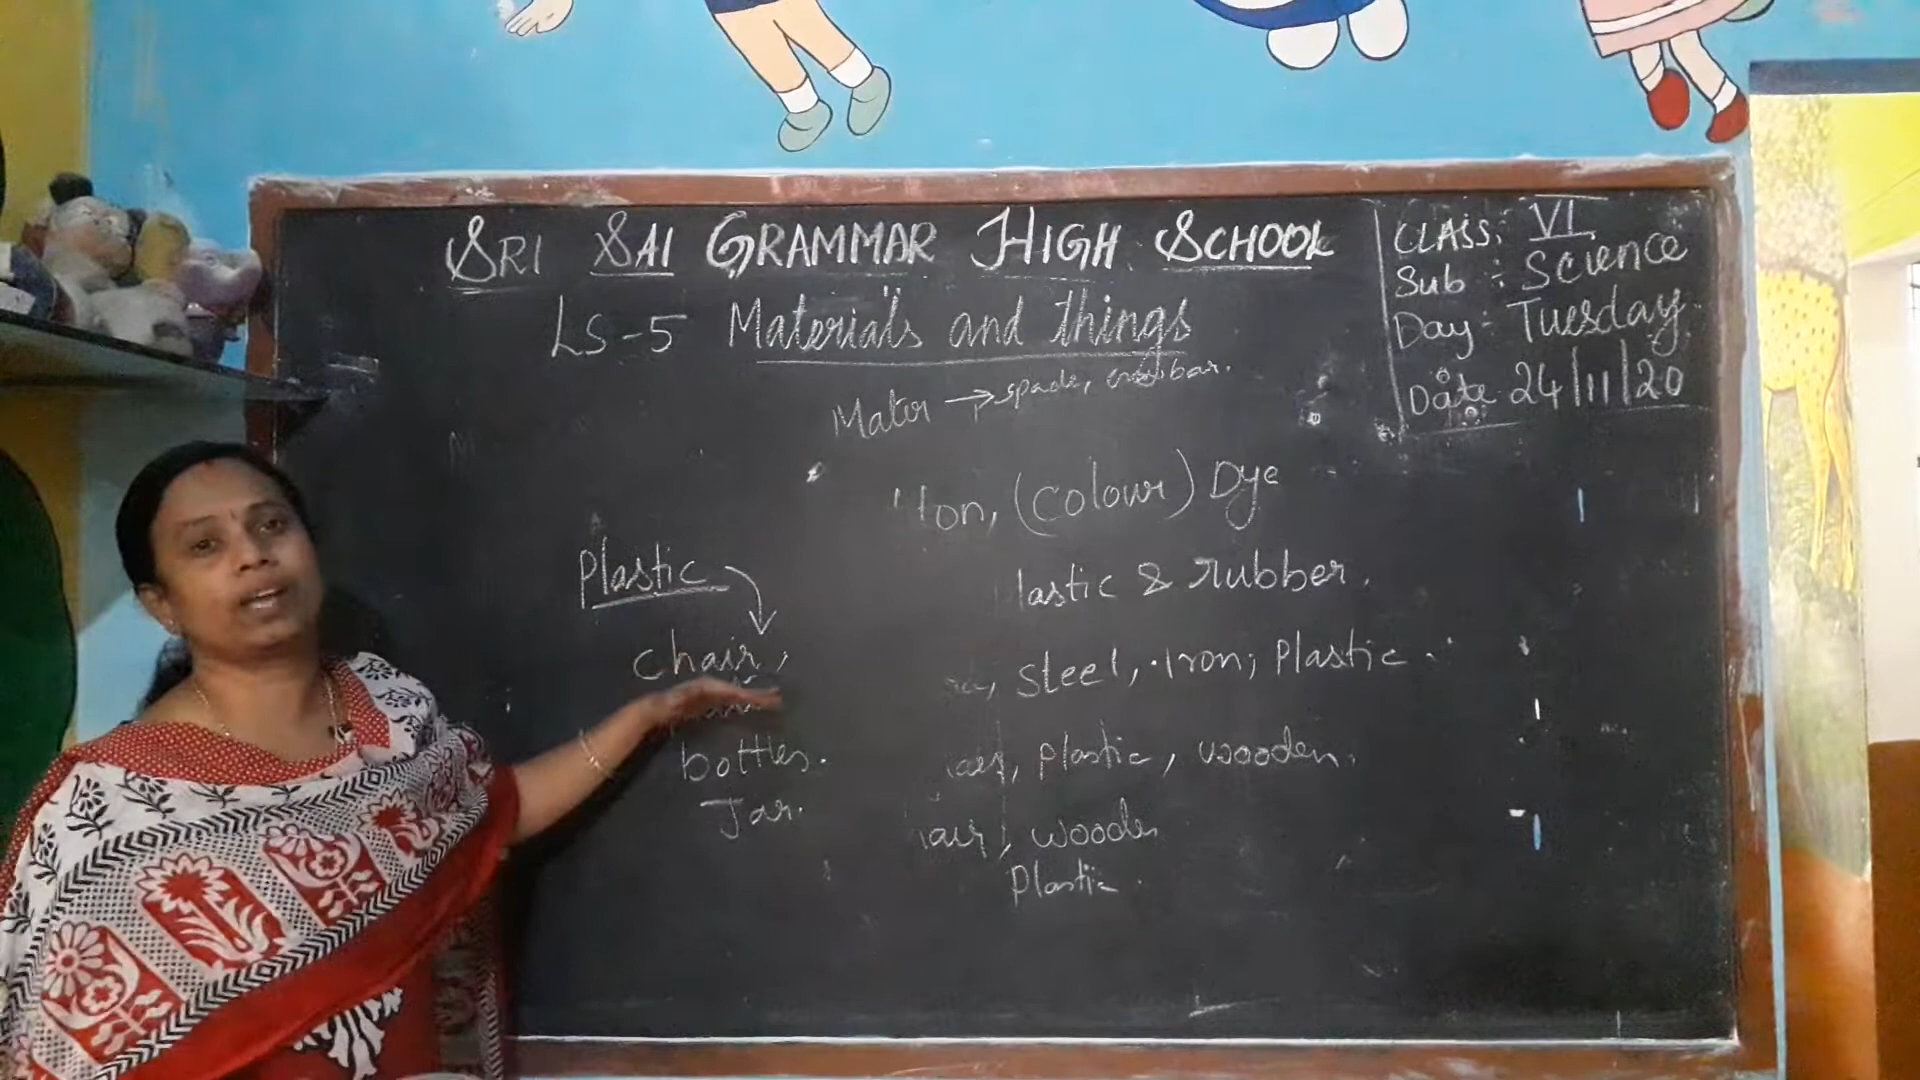 SRI SAI GRAMMAR HIGH SCHOOL
CLASS: VI
Sub : Science
Day : Tuesday
Date 24/11/20
LS-5 Materials and things
Mater → spade, crowbar.
(colour) Dye
Plastic
lastic & rubber.
chair,
Steel, Iron, Plastic.
bottles.
plastic, wooden.
Jar.
wooden
Plastic